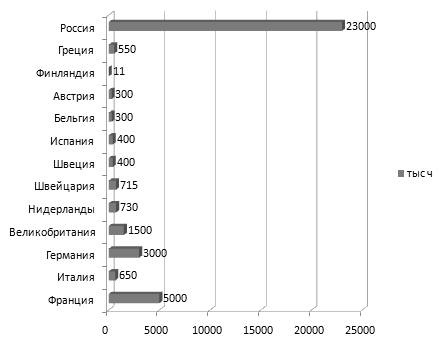 Россия 23000
Греция 550
Финляндия 11
Австрия 300
Бельгия 300
Испания 400
Швеция 400
Швейцария 715
Нидерланды 730
Великобритания 1500
Германия 3000
Италия 650
Франция 5000
0 5000 10000 15000 20000 25000
тыс ч